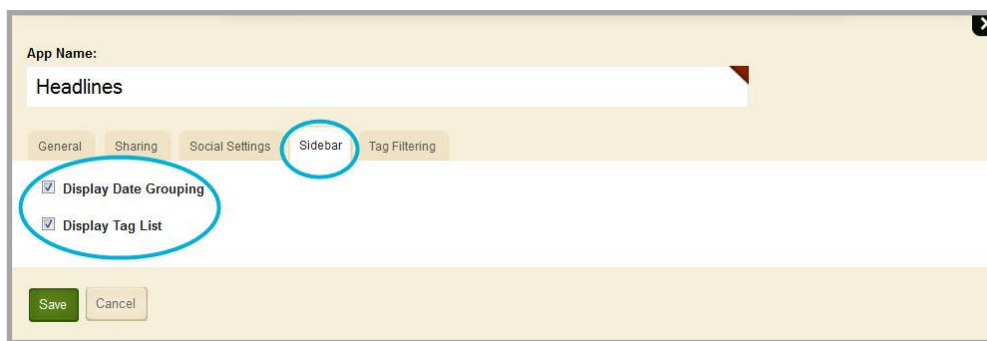 App Name:
Headlines
General Sharing Social Settings Sidebar Tag Filtering
Display Date Grouping
Display Tag List
Save Cancel